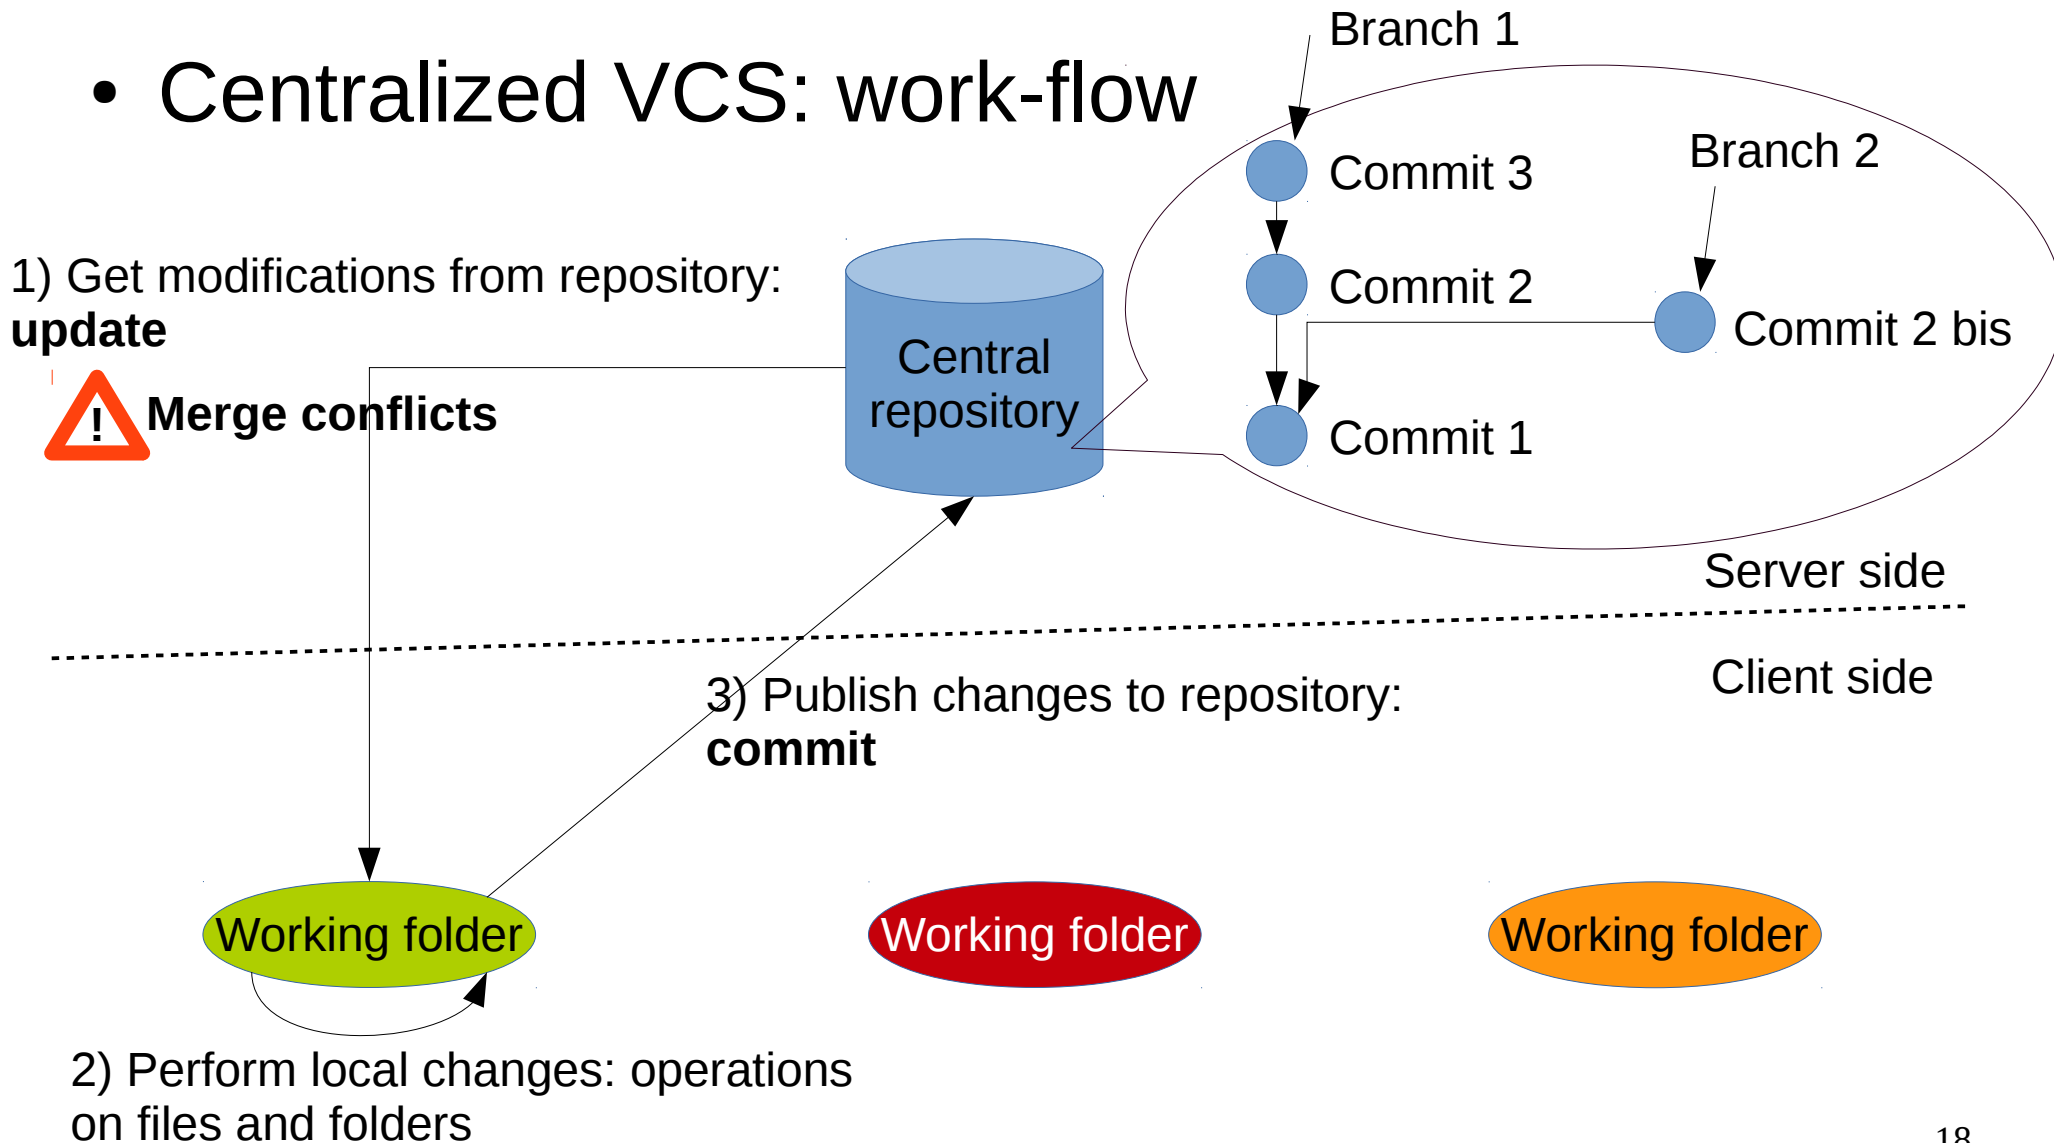 • Centralized VCS: work-flow
Branch 1
Commit 3
Branch 2
Commit 2
Commit 2 bis
Commit 1
1) Get modifications from repository:
update
! Merge conflicts
Central
repository
Server side
Client side
3) Publish changes to repository:
commit
Working folder
Working folder
Working folder
2) Perform local changes: operations
on files and folders
18